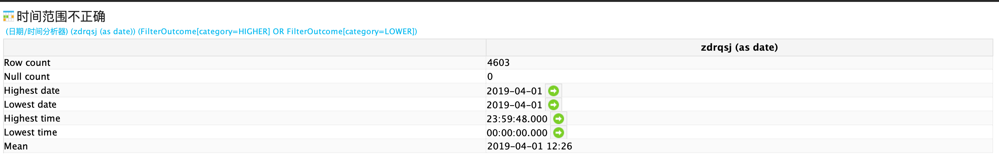 时间范围不正确
(日期/时间分析器) (zdrqsj (as date)) (FilterOutcome[category=HIGHER] OR FilterOutcome[category=LOWER])
zdrqsj (as date)
Row count 4603
Null count 0
Highest date 2019-04-01
Lowest date 2019-04-01
Highest time 23:59:48.000
Lowest time 00:00:00.000
Mean 2019-04-01 12:26